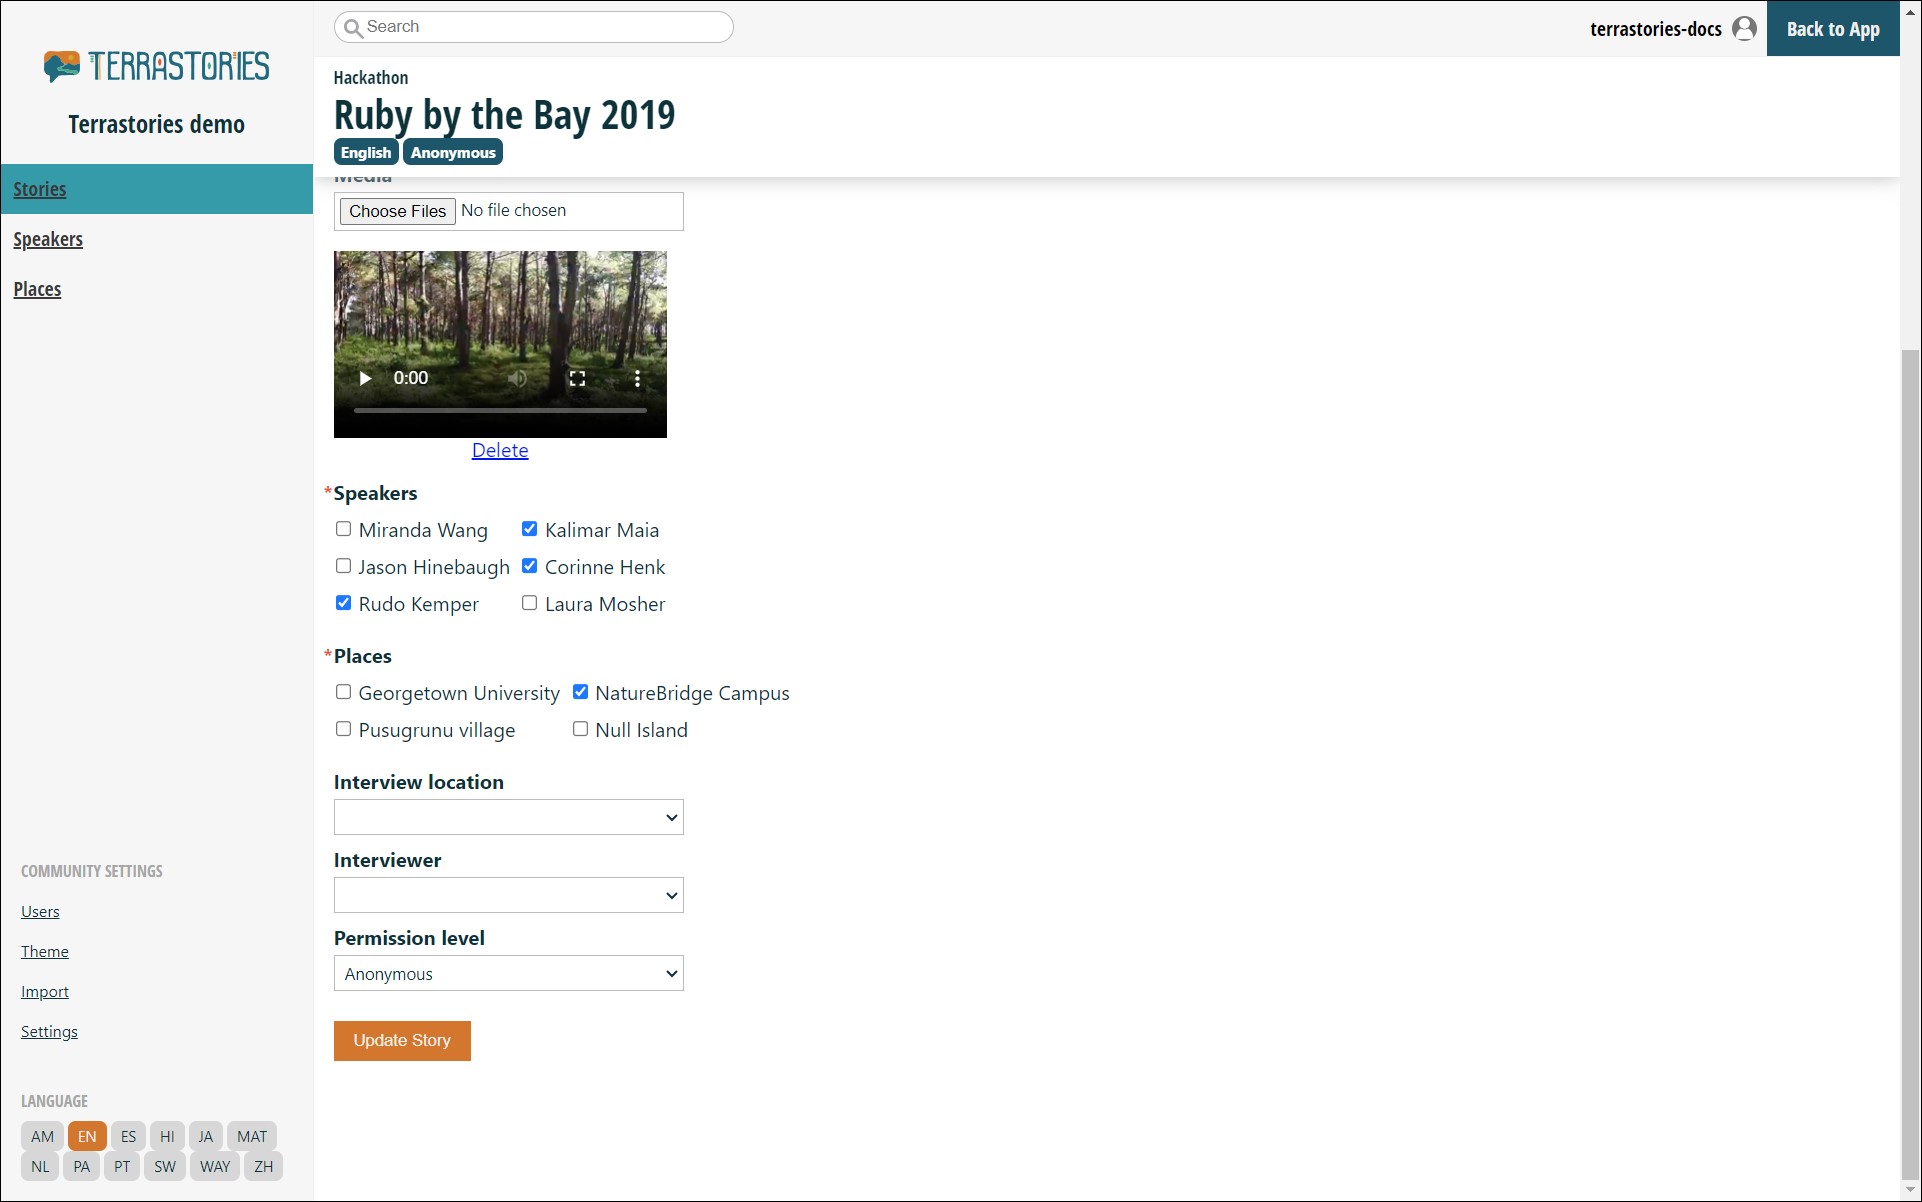 TERRASTORIES
Terrastories demo
Stories
Speakers
Places
COMMUNITY SETTINGS
Users
Theme
Import
Settings
LANGUAGE
AM EN ES HI JA MAT
NL PA PT SW WAY ZH
Search
terrastories-docs
Back to App
Hackathon
Ruby by the Bay 2019
English Anonymous
Media
Choose Files No file chosen
0:00
Delete
*Speakers
Miranda Wang Kalimar Maia
Jason Hinebaugh Corinne Henk
Rudo Kemper Laura Mosher
*Places
Georgetown University NatureBridge Campus
Pusugrunu village Null Island
Interview location
Interviewer
Permission level
Anonymous
Update Story